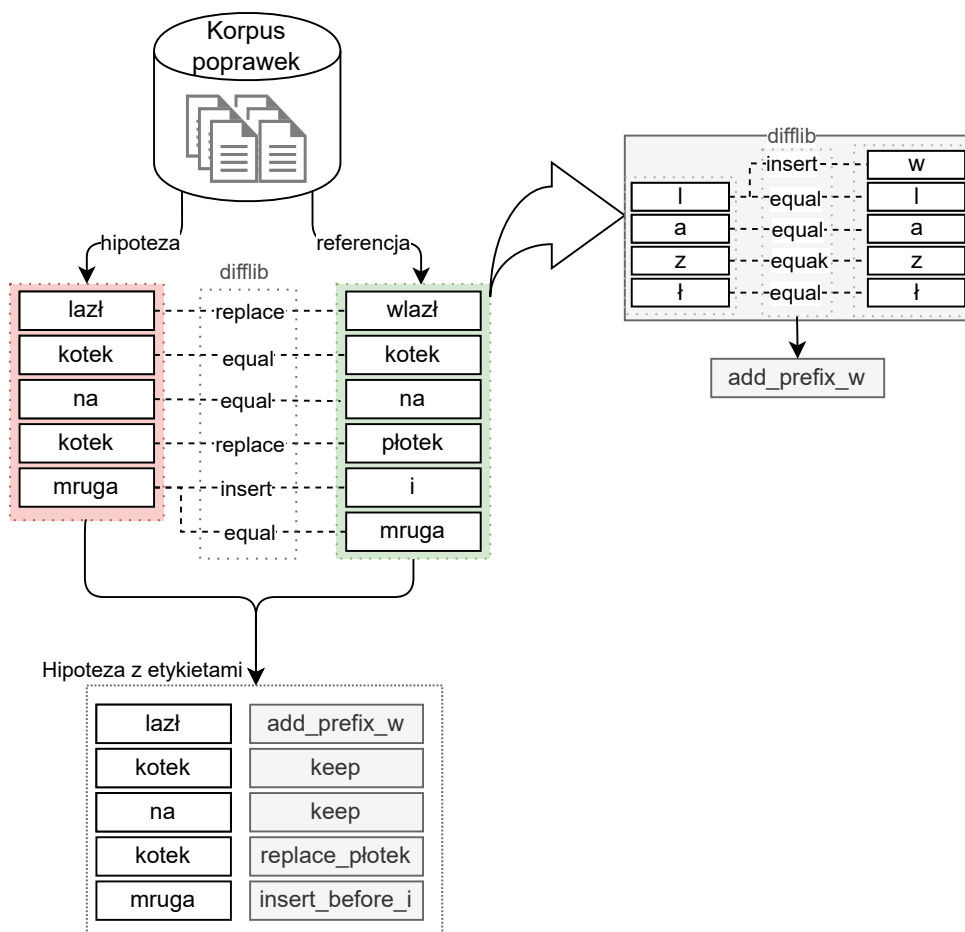 Korpus
poprawek
hipoteza
referencja
difflib
lazł replace wlazł
kotek equal kotek
na equal na
kotek replace płotek
mruga insert i
equal mruga
difflib
insert w
l equal l
a equal a
z equak z
ł equal ł
add_prefix_w
Hipoteza z etykietami
lazł add_prefix_w
kotek keep
na keep
kotek replace_płotek
mruga insert_before_i